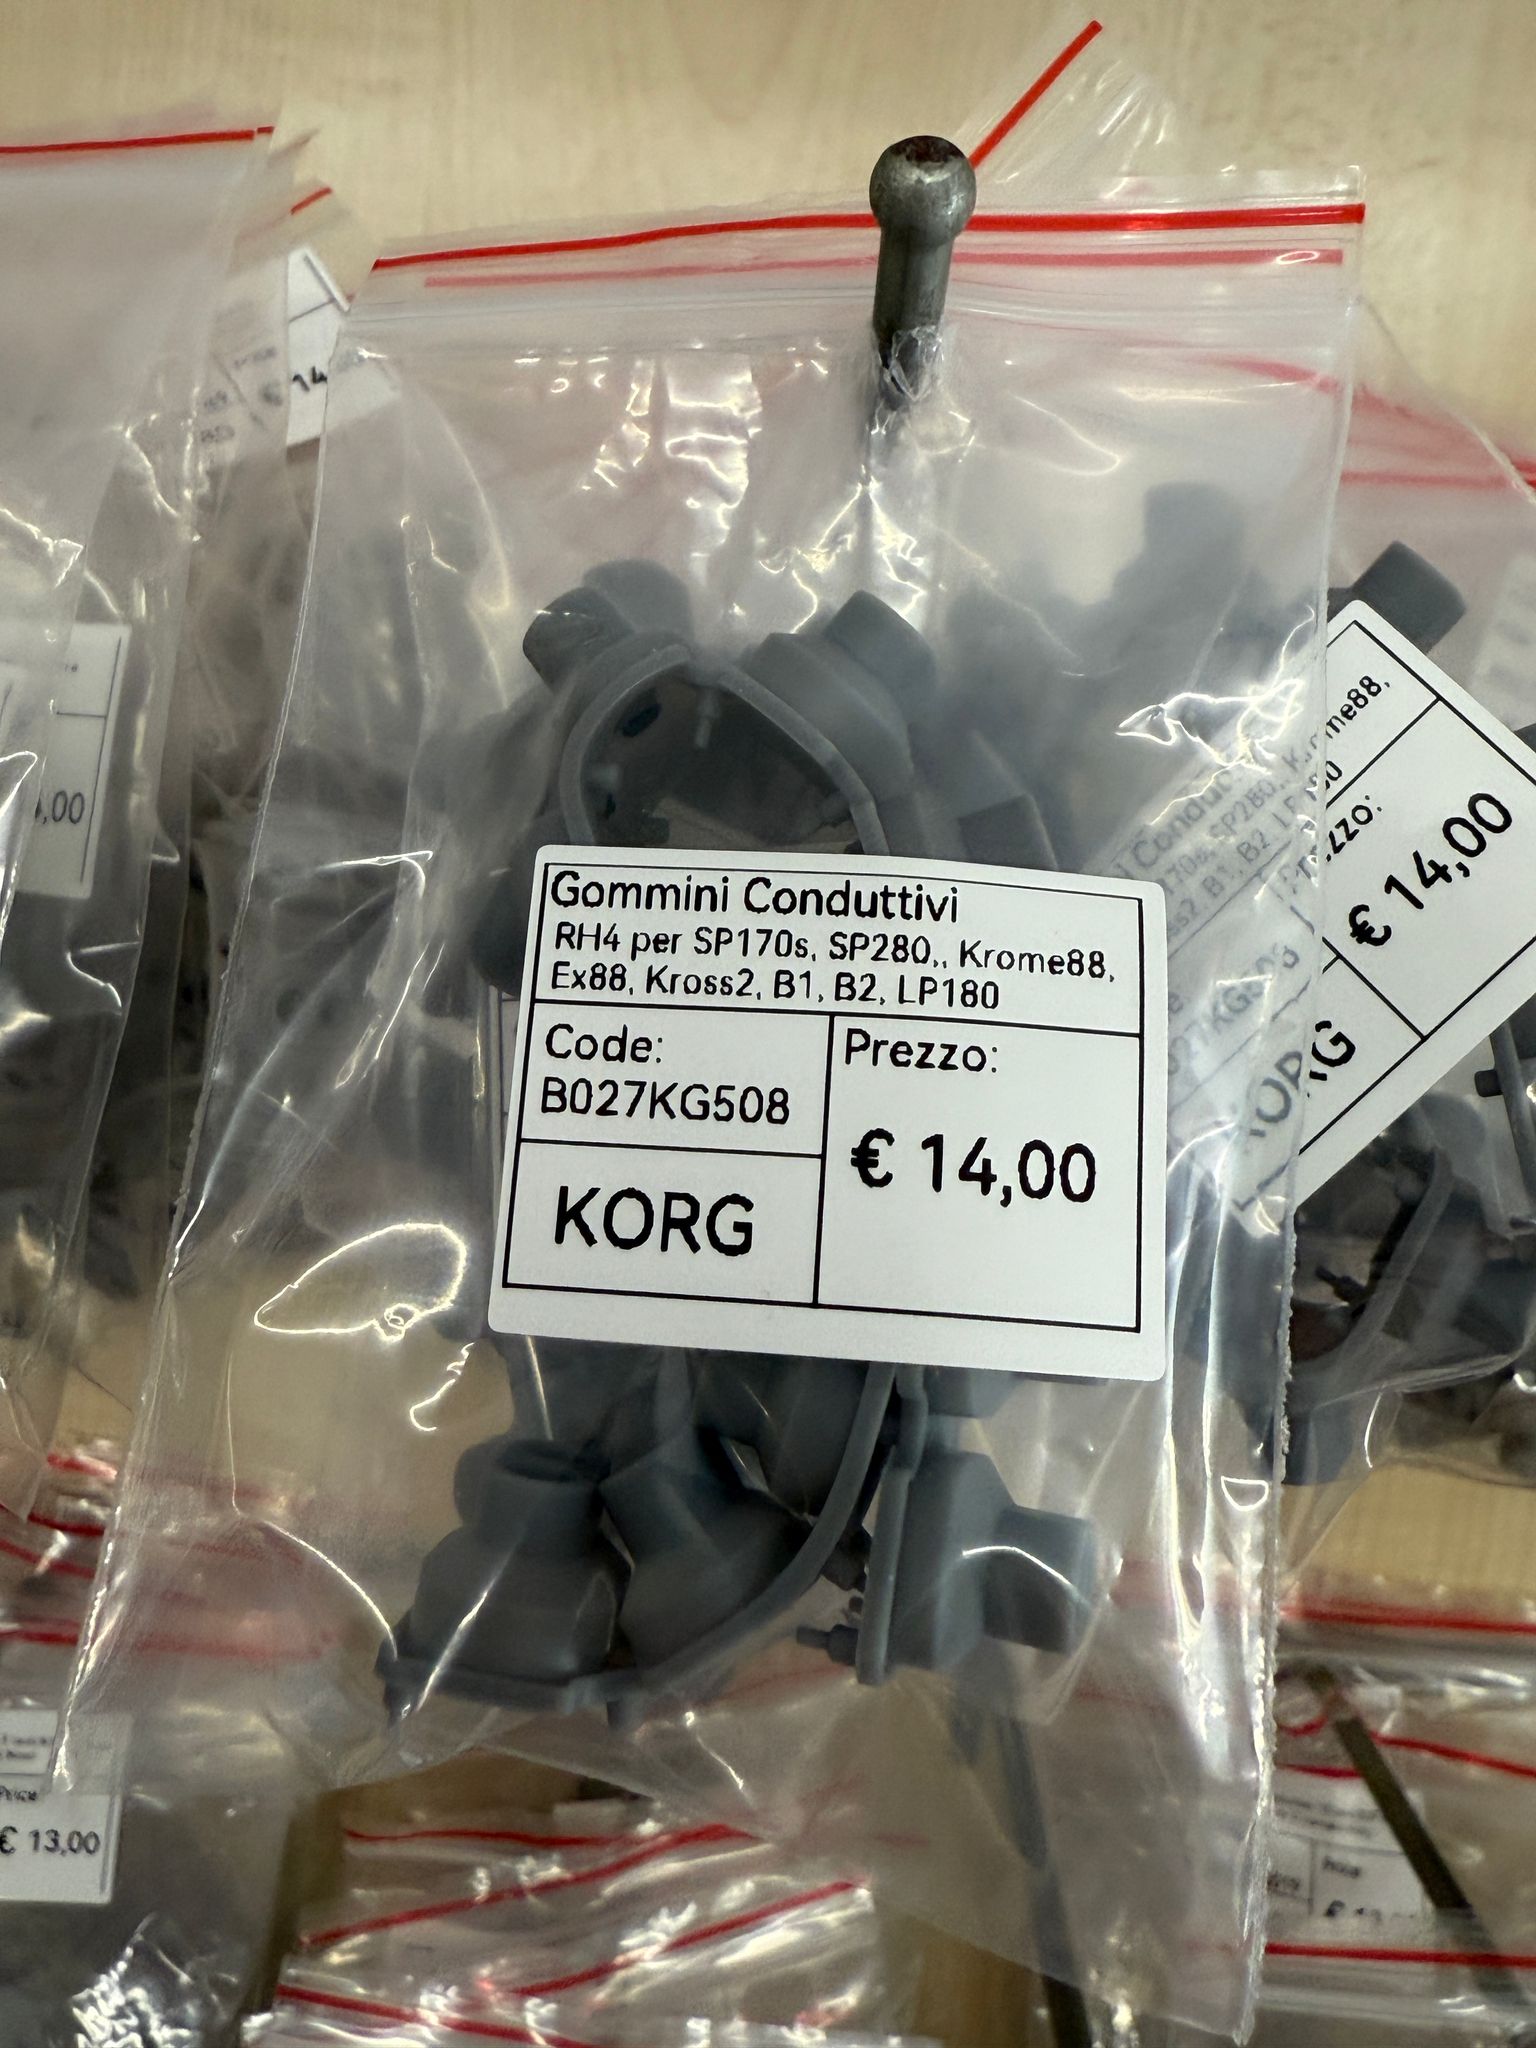 Gommini Conduttivi
RH4 per SP170s, SP280,, Krome88,
Ex88, Kross2, B1, B2, LP180
Code:
B027KG508
Prezzo:
€ 14,00
KORG
€ 14,00
KORG
€ 14
€ 13,00